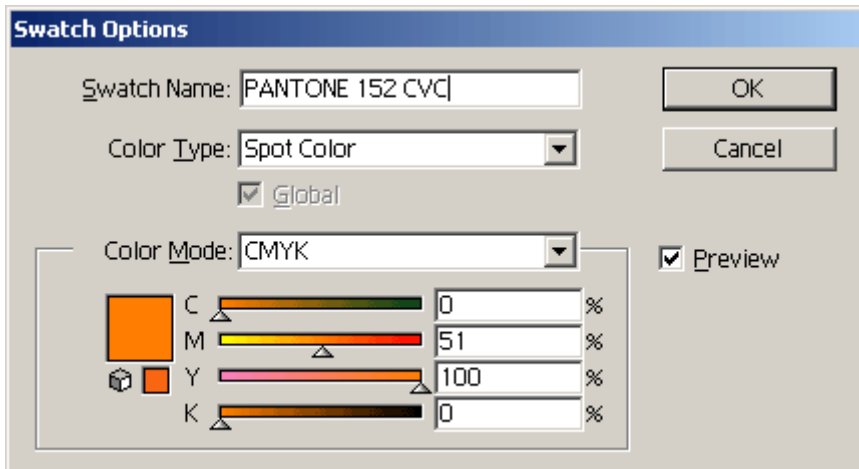 Swatch Options
Swatch Name: PANTONE 152 CVC
OK
Color Type: Spot Color
Cancel
Global
Color Mode: CMYK
Preview
C 0 %
M 51 %
Y 100 %
K 0 %